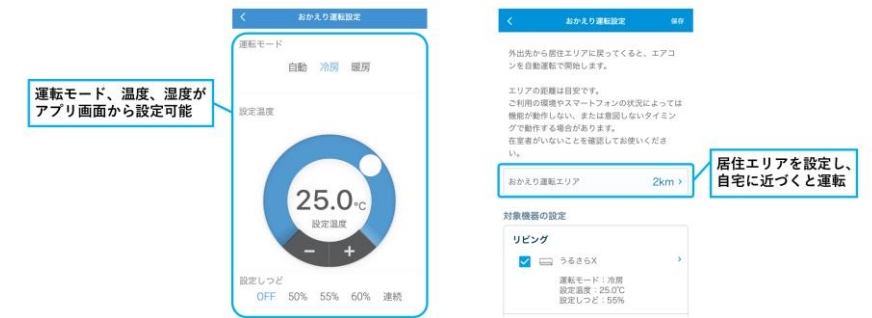 おかえり運転設定
運転モード
自動 冷房 暖房
運転モード、温度、湿度が
アプリ画面から設定可能
設定温度
25.0℃
設定温度
− +
設定しつど
OFF 50% 55% 60% 連続
おかえり運転設定 保存
外出先から居住エリアに戻ってくると、エアコ
ンを自動運転で開始します。
エリアの距離は目安です。
ご利用の環境やスマートフォンの状況によっては
機能が動作しない、または意図しないタイミン
グで動作する場合があります。
在室者がいないことを確認してお使いくださ
い。
おかえり運転エリア 2km
居住エリアを設定し、
自宅に近づくと運転
対象機器の設定
リビング
うるさらX
運転モード：冷房
設定温度：25.0℃
設定しつど：55%